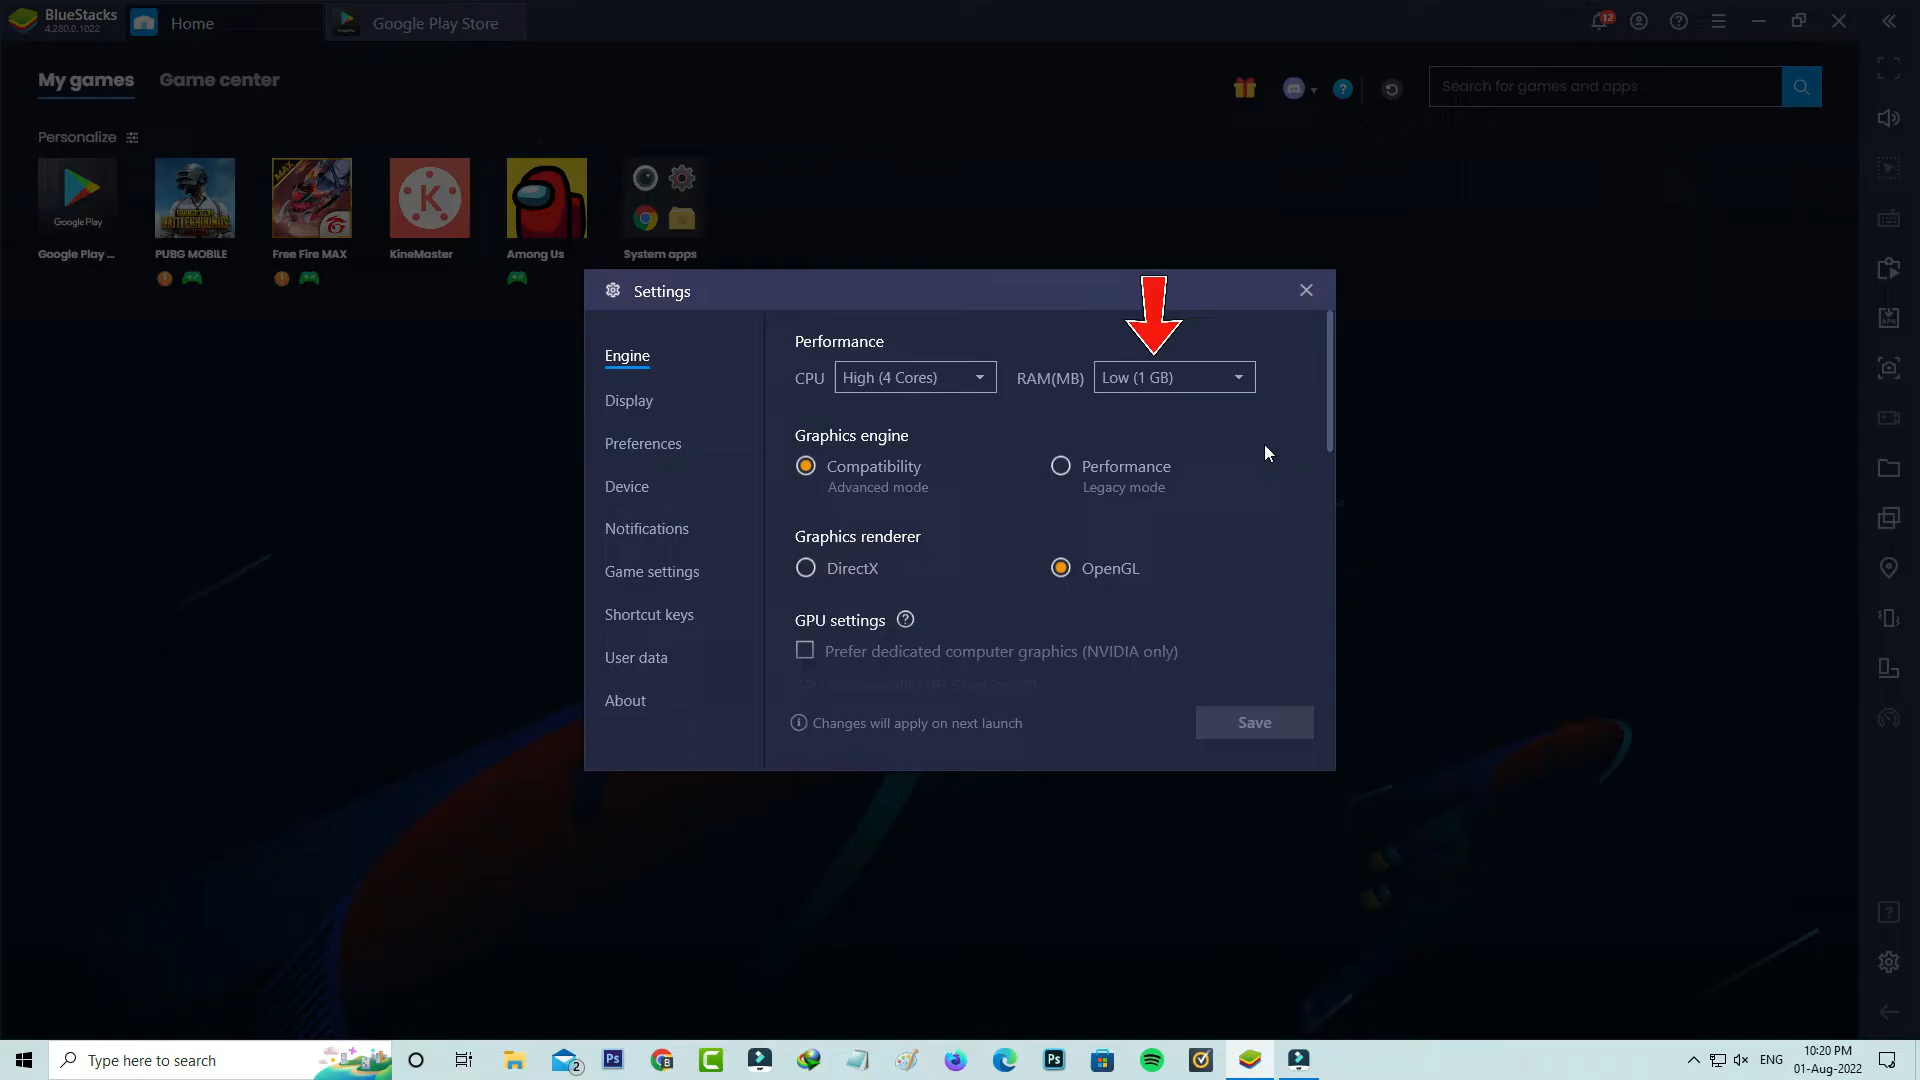 BlueStacks
4.280.0.1022
Home
Google Play Store
12
My games
Game center
Search for games and apps
Personalize
Google Play
Google Play ...
PUBG MOBILE
Free Fire MAX
KineMaster
Among Us
System apps
Settings
Engine
Display
Preferences
Device
Notifications
Game settings
Shortcut keys
User data
About
Performance
CPU
High (4 Cores)
RAM(MB)
Low (1 GB)
Graphics engine
Compatibility
Advanced mode
Performance
Legacy mode
Graphics renderer
DirectX
OpenGL
GPU settings
Prefer dedicated computer graphics (NVIDIA only)
Changes will apply on next launch
Save
Type here to search
2
ENG
10:20 PM
01-Aug-2022